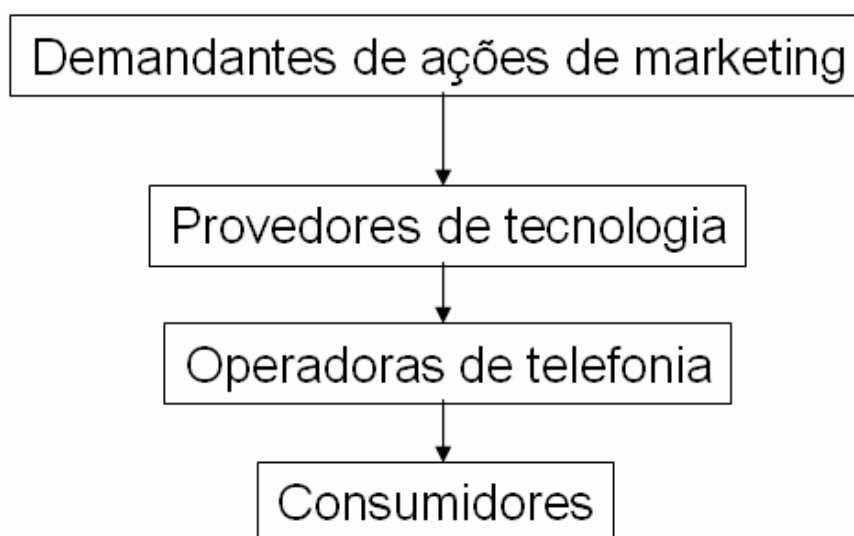 Demandantes de ações de marketing
Provedores de tecnologia
Operadoras de telefonia
Consumidores